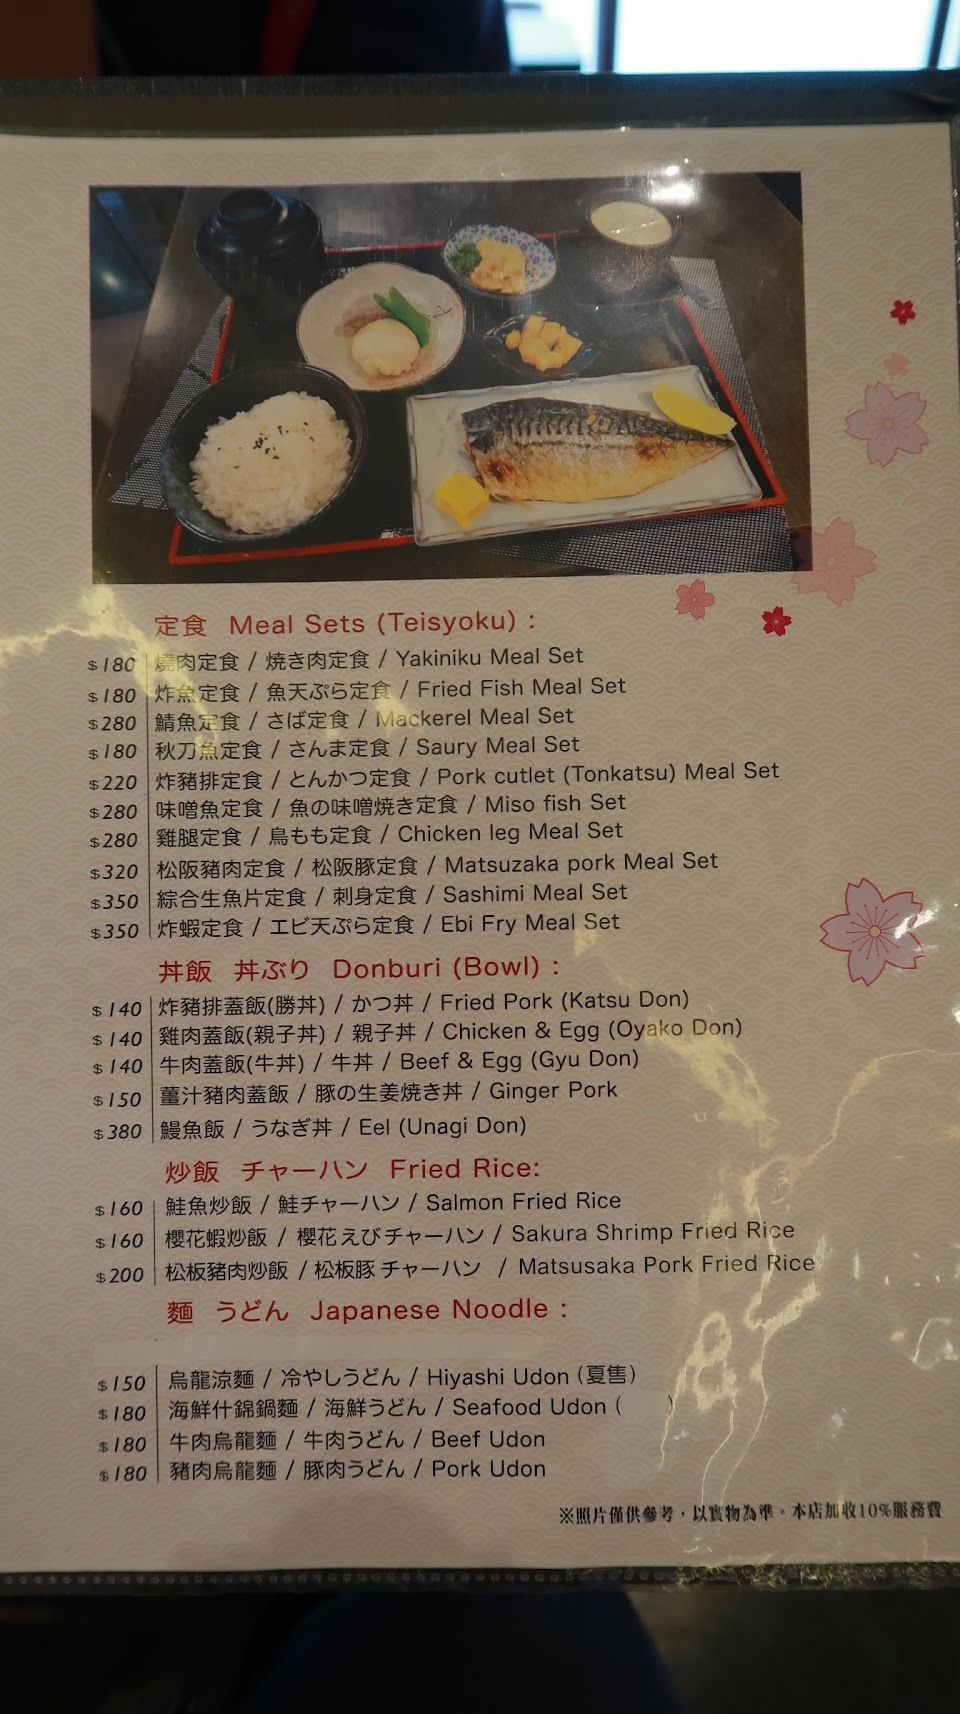 定食 Meal Sets (Teisyoku) :
$180 燒肉定食 / 焼き肉定食 / Yakiniku Meal Set
$180 炸魚定食 / 魚天ぷら定食 / Fried Fish Meal Set
$280 鯖魚定食 / さば定食 / Mackerel Meal Set
$180 秋刀魚定食 / さんま定食 / Saury Meal Set
$220 炸豬排定食 / とんかつ定食 / Pork cutlet (Tonkatsu) Meal Set
$280 味噌魚定食 / 魚の味噌焼き定食 / Miso fish Set
$280 雞腿定食 / 鳥もも定食 / Chicken leg Meal Set
$320 松阪豬肉定食 / 松阪豚定食 / Matsuzaka pork Meal Set
$350 綜合生魚片定食 / 刺身定食 / Sashimi Meal Set
$350 炸蝦定食 / エビ天ぷら定食 / Ebi Fry Meal Set
丼飯 丼ぶり Donburi (Bowl) :
$140 炸豬排蓋飯(勝丼) / かつ丼 / Fried Pork (Katsu Don)
$140 雞肉蓋飯(親子丼) / 親子丼 / Chicken & Egg (Oyako Don)
$140 牛肉蓋飯(牛丼) / 牛丼 / Beef & Egg (Gyu Don)
$150 薑汁豬肉蓋飯 / 豚の生姜焼き丼 / Ginger Pork
$380 鰻魚飯 / うなぎ丼 / Eel (Unagi Don)
炒飯 チャーハン Fried Rice:
$160 鮭魚炒飯 / 鮭チャーハン / Salmon Fried Rice
$160 櫻花蝦炒飯 / 櫻花えびチャーハン / Sakura Shrimp Fried Rice
$200 松板豬肉炒飯 / 松板豚チャーハン / Matsusaka Pork Fried Rice
麵 うどん Japanese Noodle :
$150 烏龍涼麵 / 冷やしうどん / Hiyashi Udon (夏售)
$180 海鮮什錦鍋麵 / 海鮮うどん / Seafood Udon ( )
$180 牛肉烏龍麵 / 牛肉うどん / Beef Udon
$180 豬肉烏龍麵 / 豚肉うどん / Pork Udon
※照片僅供參考，以實物為準。本店加收10%服務費